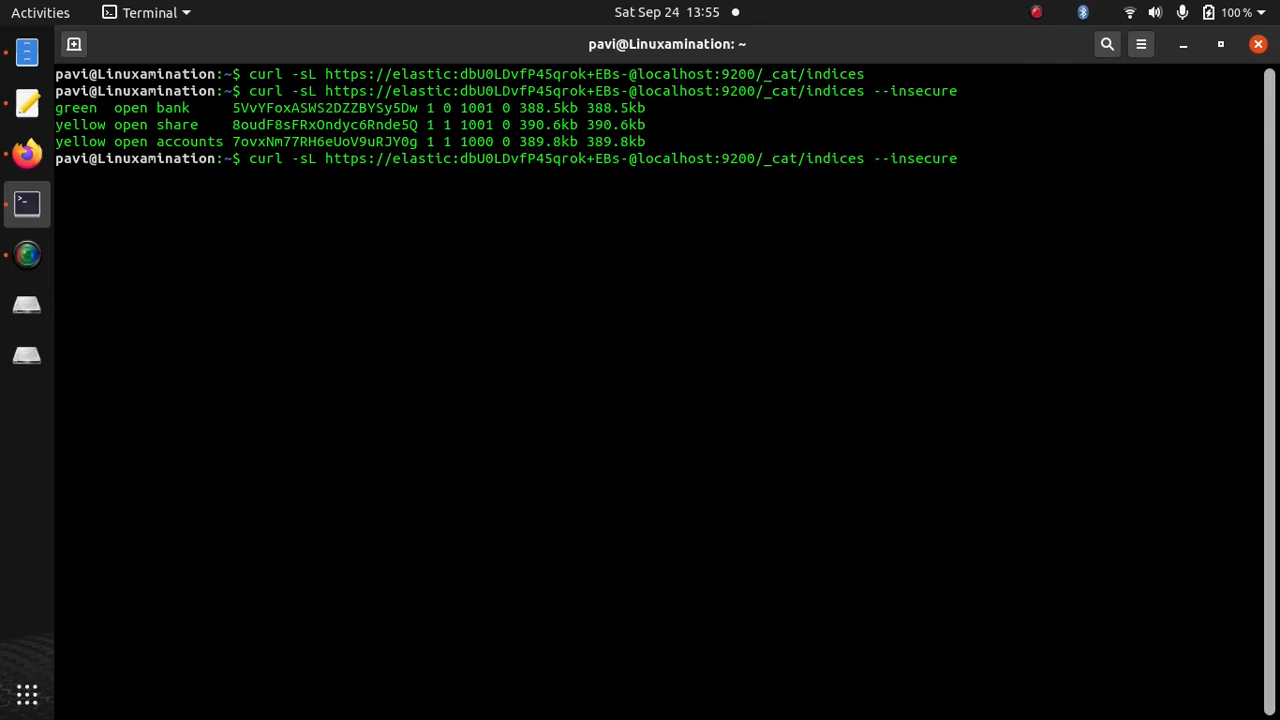 Activities
Terminal
Sat Sep 24 13:55
100 %
pavi@Linuxamination: ~
pavi@Linuxamination:~$ curl -sL https://elastic:dbU0LDvfP45qrok+EBs-@localhost:9200/_cat/indices
pavi@Linuxamination:~$ curl -sL https://elastic:dbU0LDvfP45qrok+EBs-@localhost:9200/_cat/indices --insecure
green  open bank     5VvYFoxASWS2DZZBYSy5Dw 1 0 1001 0 388.5kb 388.5kb
yellow open share    8oudF8sFRxOndyc6Rnde5Q 1 1 1001 0 390.6kb 390.6kb
yellow open accounts 7ovxNm77RH6eUoV9uRJY0g 1 1 1000 0 389.8kb 389.8kb
pavi@Linuxamination:~$ curl -sL https://elastic:dbU0LDvfP45qrok+EBs-@localhost:9200/_cat/indices --insecure